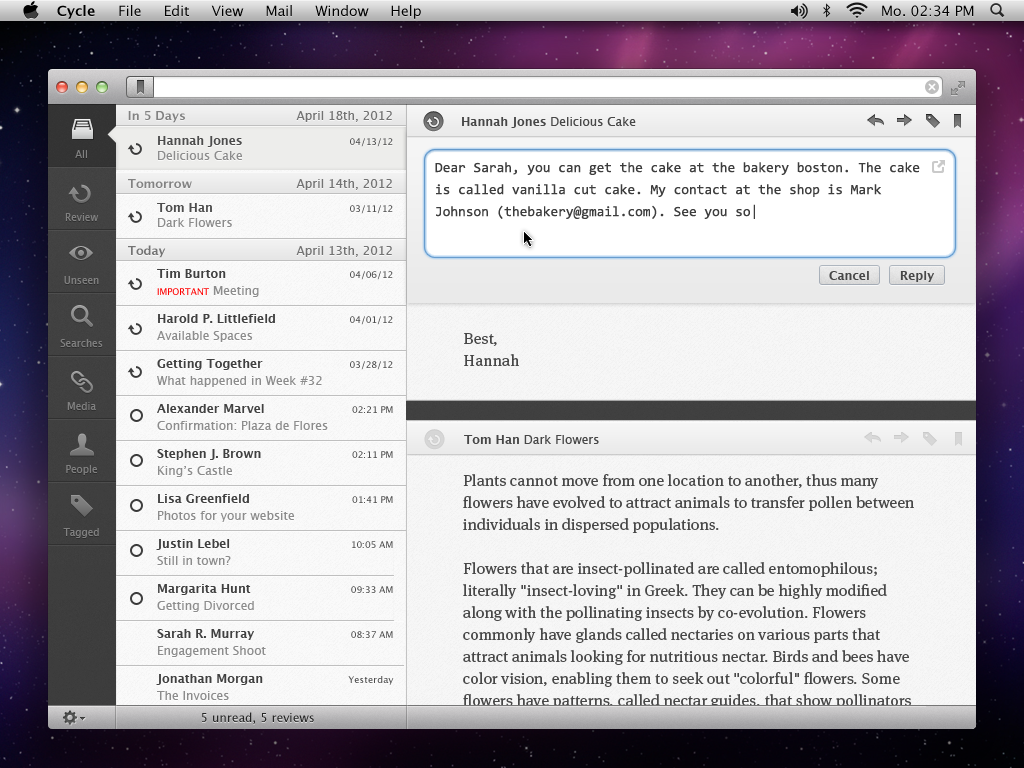 Cycle File Edit View Mail Window Help Mo. 02:34 PM
All
Review
Unseen
Searches
Media
People
Tagged
In 5 Days April 18th, 2012
Hannah Jones 04/13/12
Delicious Cake
Tomorrow April 14th, 2012
Tom Han 03/11/12
Dark Flowers
Today April 13th, 2012
Tim Burton 04/06/12
IMPORTANT Meeting
Harold P. Littlefield 04/01/12
Available Spaces
Getting Together 03/28/12
What happened in Week #32
Alexander Marvel 02:21 PM
Confirmation: Plaza de Flores
Stephen J. Brown 02:11 PM
King's Castle
Lisa Greenfield 01:41 PM
Photos for your website
Justin Lebel 10:05 AM
Still in town?
Margarita Hunt 09:33 AM
Getting Divorced
Sarah R. Murray 08:37 AM
Engagement Shoot
Jonathan Morgan Yesterday
The Invoices
5 unread, 5 reviews
Hannah Jones Delicious Cake
Dear Sarah, you can get the cake at the bakery boston. The cake
is called vanilla cut cake. My contact at the shop is Mark
Johnson (thebakery@gmail.com). See you so
Cancel Reply
Best,
Hannah
Tom Han Dark Flowers
Plants cannot move from one location to another, thus many
flowers have evolved to attract animals to transfer pollen between
individuals in dispersed populations.
Flowers that are insect-pollinated are called entomophilous;
literally "insect-loving" in Greek. They can be highly modified
along with the pollinating insects by co-evolution. Flowers
commonly have glands called nectaries on various parts that
attract animals looking for nutritious nectar. Birds and bees have
color vision, enabling them to seek out "colorful" flowers. Some
flowers have patterns, called nectar guides, that show pollinators